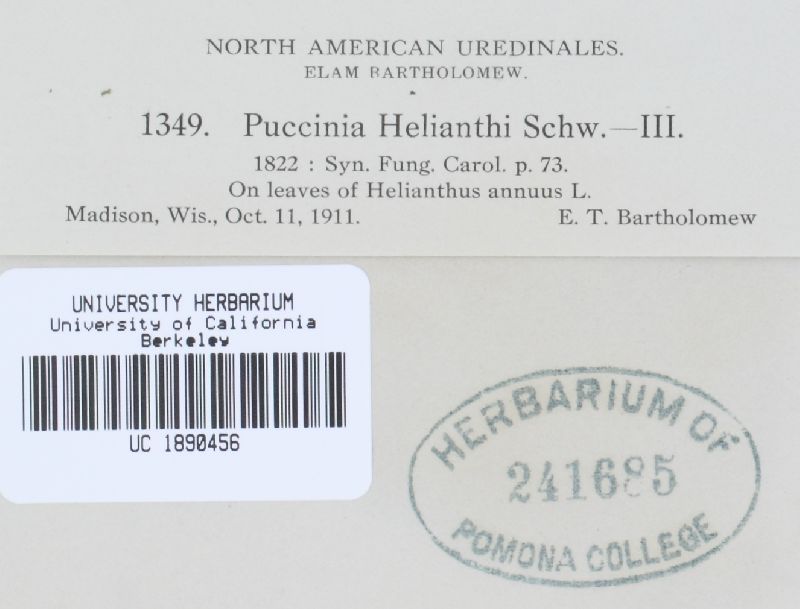 NORTH AMERICAN UREDINALES.
ELAM BARTHOLOMEW.
1349. Puccinia Helianthi Schw.—III.
1822 : Syn. Fung. Carol. p. 73.
On leaves of Helianthus annuus L.
Madison, Wis., Oct. 11, 1911. E. T. Bartholomew
UNIVERSITY HERBARIUM
University of California
Berkeley
UC 1890456
HERBARIUM OF
241685
POMONA COLLEGE